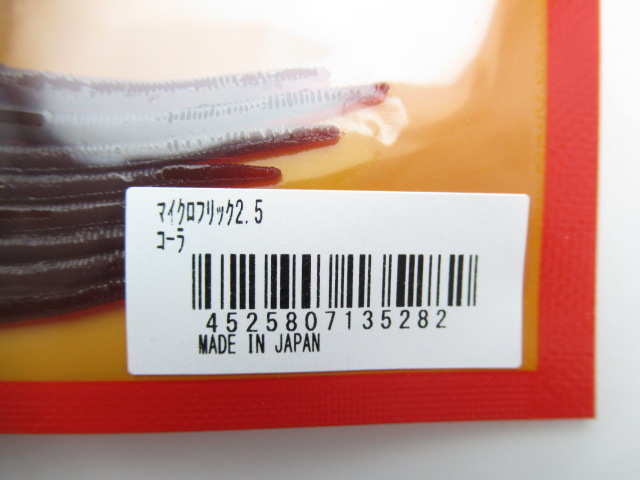 ﾏｲｸﾛﾌﾘｯｸ2.5
ｺｰﾗ
4525807135282
MADE IN JAPAN